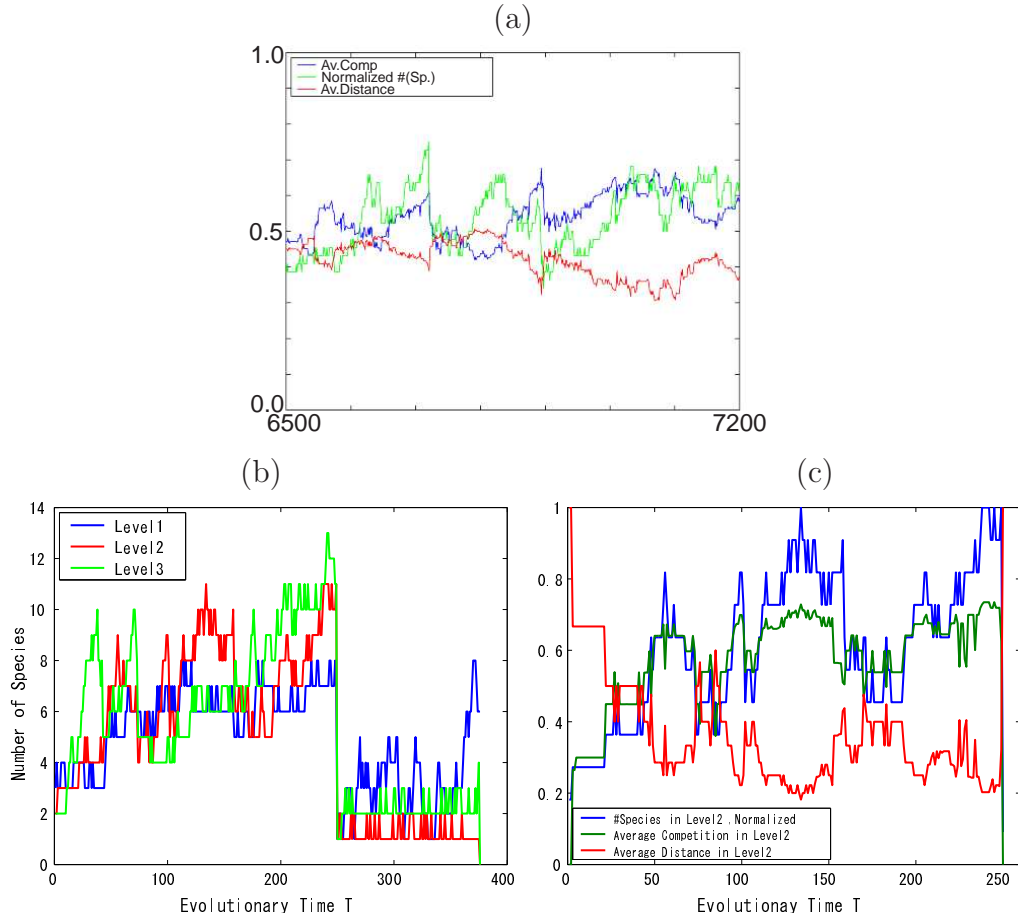 (a)
1.0
Av.Comp
Normalized #(Sp.)
Av.Distance
0.5
0.0
6500
7200
(b)
14
Level1
Level2
Level3
12
10
8
6
4
2
0
Number of Species
0
100
200
300
400
Evolutionary Time T
(c)
1
0.8
0.6
0.4
0.2
0
#Species in Level2 . Normalized
Average Competition in Level2
Average Distance in Level2
0
50
100
150
200
250
Evolutionay Time T